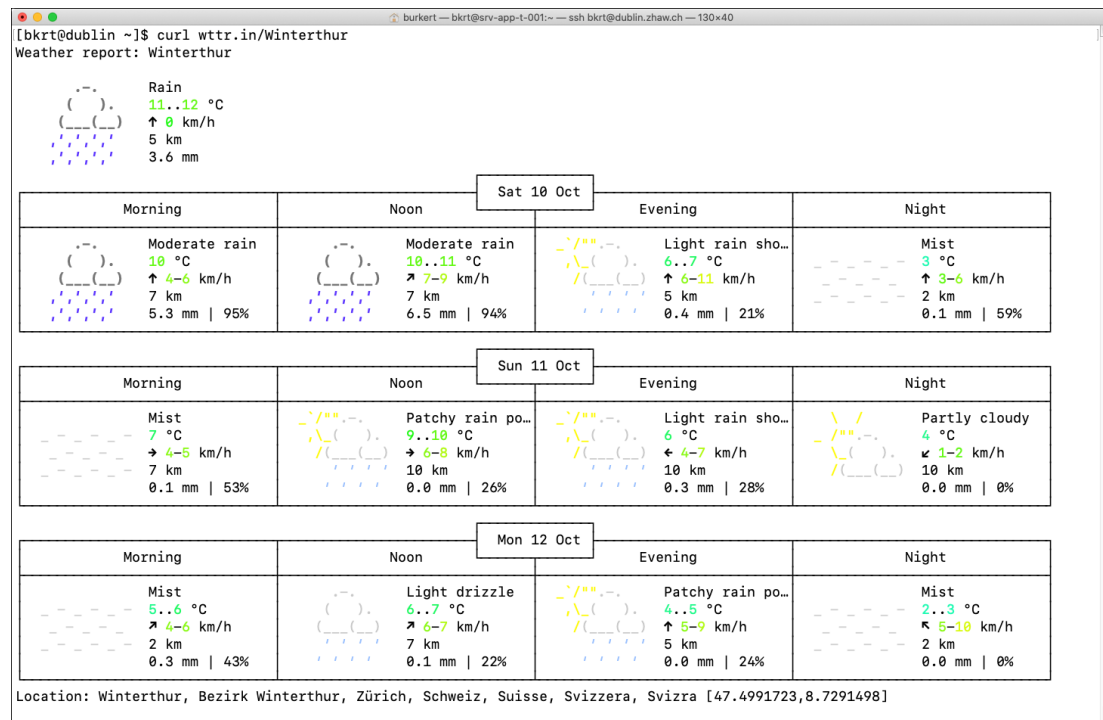 burkert — bkrt@srv-app-t-001:~ — ssh bkrt@dublin.zhaw.ch — 130×40
[bkrt@dublin ~]$ curl wttr.in/Winterthur
Weather report: Winterthur
Rain
11..12 °C
↑ 0 km/h
5 km
3.6 mm
Sat 10 Oct
Morning Noon Evening Night
Moderate rain Moderate rain Light rain sho… Mist
10 °C 10..11 °C 6..7 °C 3 °C
↑ 4–6 km/h ↗ 7–9 km/h ↑ 6–11 km/h ↑ 3–6 km/h
7 km 7 km 5 km 2 km
5.3 mm | 95% 6.5 mm | 94% 0.4 mm | 21% 0.1 mm | 59%
Sun 11 Oct
Morning Noon Evening Night
Mist Patchy rain po… Light rain sho… Partly cloudy
7 °C 9..10 °C 6 °C 4 °C
→ 4–5 km/h → 6–8 km/h ← 4–7 km/h ↙ 1–2 km/h
7 km 10 km 10 km 10 km
0.1 mm | 53% 0.0 mm | 26% 0.3 mm | 28% 0.0 mm | 0%
Mon 12 Oct
Morning Noon Evening Night
Mist Light drizzle Patchy rain po… Mist
5..6 °C 6..7 °C 4..5 °C 2..3 °C
↗ 4–6 km/h ↗ 6–7 km/h ↑ 5–9 km/h ↖ 5–10 km/h
2 km 7 km 5 km 2 km
0.3 mm | 43% 0.1 mm | 22% 0.0 mm | 24% 0.0 mm | 0%
Location: Winterthur, Bezirk Winterthur, Zürich, Schweiz, Suisse, Svizzera, Svizra [47.4991723,8.7291498]